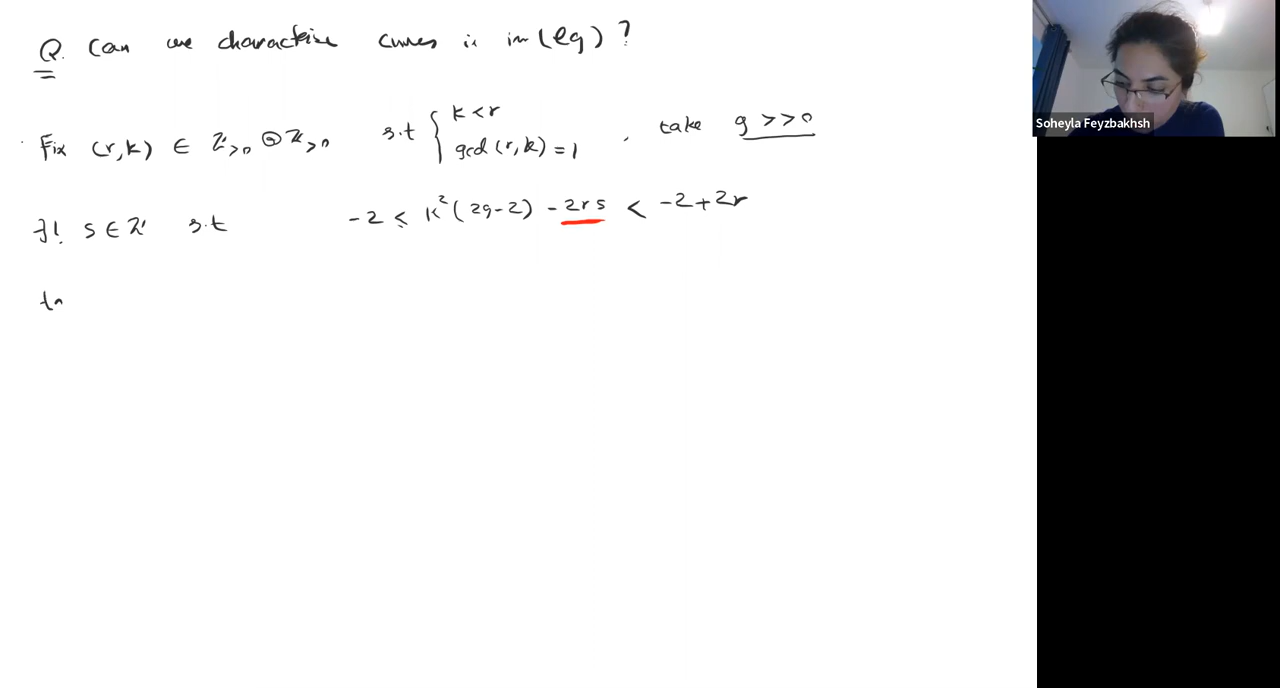 Q. Can we characterise curves is in im(ℓg) ?
. Fix (r,k) ∈ ℤ>0 ⊕ ℤ>0 s.t { k<r gcd(r,k) = 1 , take g >>0
∃! s ∈ ℤ s.t -2 ≤ k²(2g-2) - 2rs < -2+2r
Soheyla Feyzbakhsh